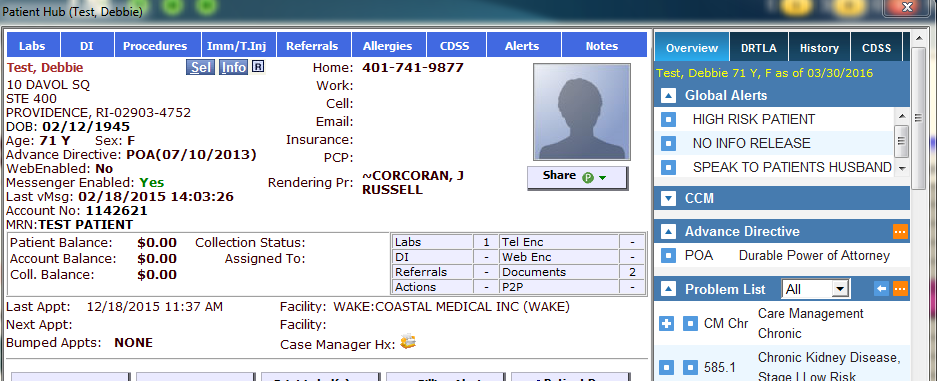 Patient Hub (Test, Debbie)
Labs DI Procedures Imm/T.Inj Referrals Allergies CDSS Alerts Notes
Test, Debbie Sel Info R
10 DAVOL SQ
STE 400
PROVIDENCE, RI-02903-4752
DOB: 02/12/1945
Age: 71 Y Sex: F
Advance Directive: POA(07/10/2013)
WebEnabled: No
Messenger Enabled: Yes
Last vMsg: 02/18/2015 14:03:26
Account No: 1142621
MRN:TEST PATIENT
Home: 401-741-9877
Work:
Cell:
Email:
Insurance:
PCP:
Rendering Pr: ~CORCORAN, J
RUSSELL
Share P
Patient Balance: $0.00 Collection Status:
Account Balance: $0.00 Assigned To:
Coll. Balance: $0.00
Labs 1 Tel Enc -
DI - Web Enc -
Referrals - Documents 2
Actions - P2P -
Last Appt: 12/18/2015 11:37 AM Facility: WAKE:COASTAL MEDICAL INC (WAKE)
Next Appt: Facility:
Bumped Appts: NONE Case Manager Hx:
Overview DRTLA History CDSS
Test, Debbie 71 Y, F as of 03/30/2016
Global Alerts
HIGH RISK PATIENT
NO INFO RELEASE
SPEAK TO PATIENTS HUSBAND
CCM
Advance Directive
POA Durable Power of Attorney
Problem List All
CM Chr Care Management
Chronic
585.1 Chronic Kidney Disease,
Stage I Low Risk